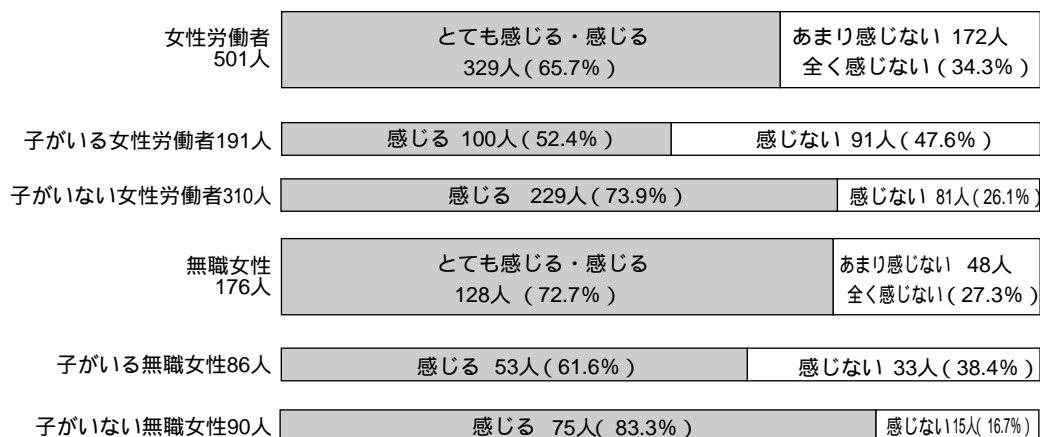 女性労働者
501人
とても感じる・感じる
329人(65.7%)
あまり感じない 172人
全く感じない(34.3%)
子がいる女性労働者191人
感じる 100人(52.4%)
感じない 91人(47.6%)
子がいない女性労働者310人
感じる 229人(73.9%)
感じない 81人(26.1%)
無職女性
176人
とても感じる・感じる
128人 (72.7%)
あまり感じない 48人
全く感じない(27.3%)
子がいる無職女性86人
感じる 53人(61.6%)
感じない 33人(38.4%)
子がいない無職女性90人
感じる 75人( 83.3%)
感じない15人( 16.7%)